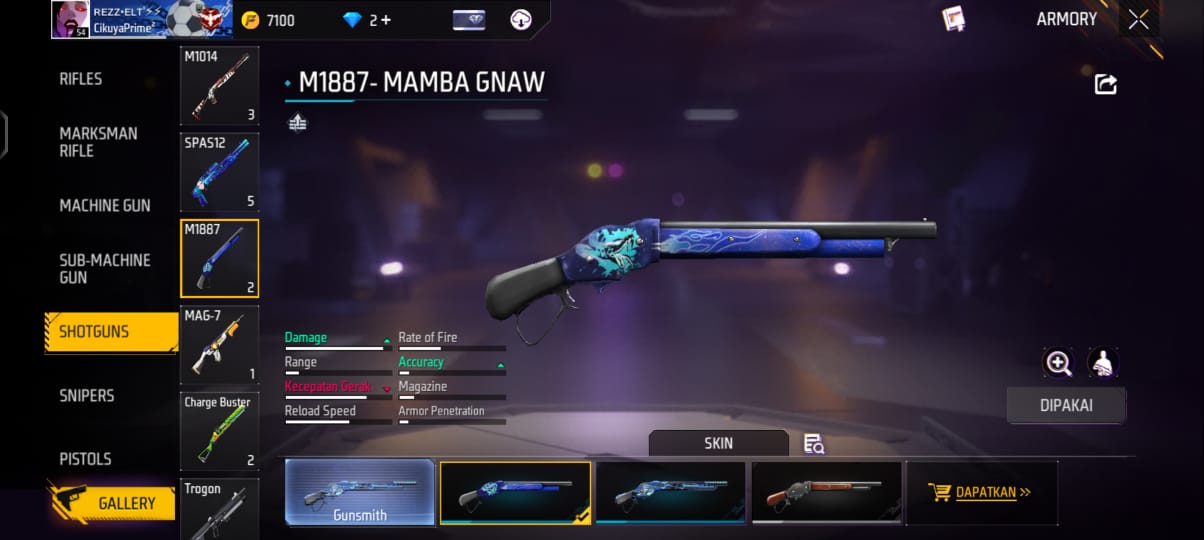 REZZ•ELT⚡⚡
CikuyaPrime²
54
7100
2+
ARMORY
RIFLES
MARKSMAN
RIFLE
MACHINE GUN
SUB-MACHINE
GUN
SHOTGUNS
SNIPERS
PISTOLS
GALLERY
M1014
3
SPAS12
5
M1887
2
MAG-7
1
Charge Buster
2
Trogon
M1887- MAMBA GNAW
Damage
Rate of Fire
Range
Accuracy
Kecepatan Gerak
Magazine
Reload Speed
Armor Penetration
DIPAKAI
SKIN
Gunsmith
DAPATKAN >>